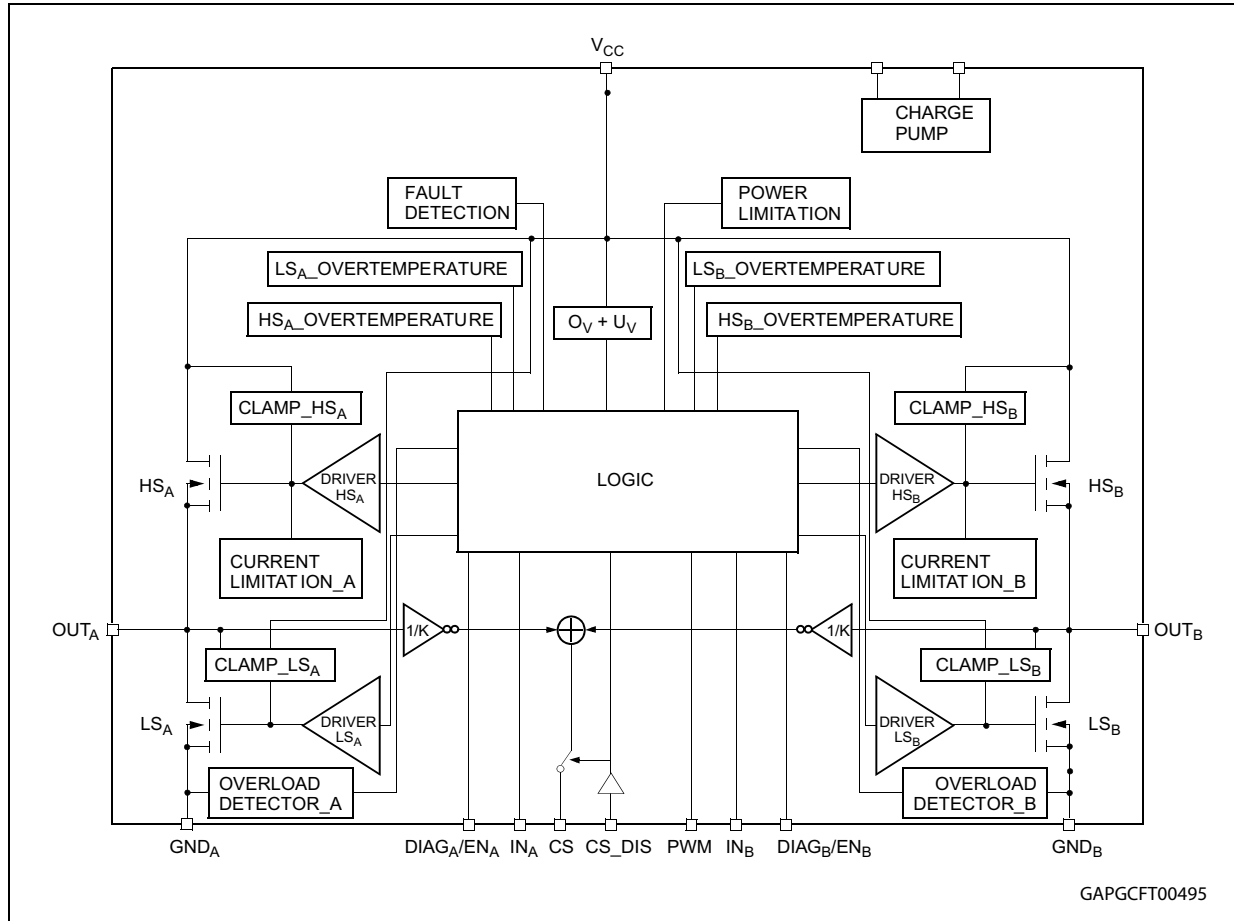 VCC
CHARGE
PUMP
FAULT
DETECTION
POWER
LIMITATION
LSA_OVERTEMPERATURE
LSB_OVERTEMPERATURE
HSA_OVERTEMPERATURE
OV + UV
HSB_OVERTEMPERATURE
CLAMP_HSA
CLAMP_HSB
HSA
DRIVER
HSA
LOGIC
DRIVER
HSB
HSB
CURRENT
LIMITATION_A
CURRENT
LIMITATION_B
OUTA
1/K
1/K
OUTB
CLAMP_LSA
CLAMP_LSB
LSA
DRIVER
LSA
DRIVER
LSB
LSB
OVERLOAD
DETECTOR_A
OVERLOAD
DETECTOR_B
GNDA
DIAGA/ENA
INA
CS
CS_DIS
PWM
INB
DIAGB/ENB
GNDB
GAPGCFT00495